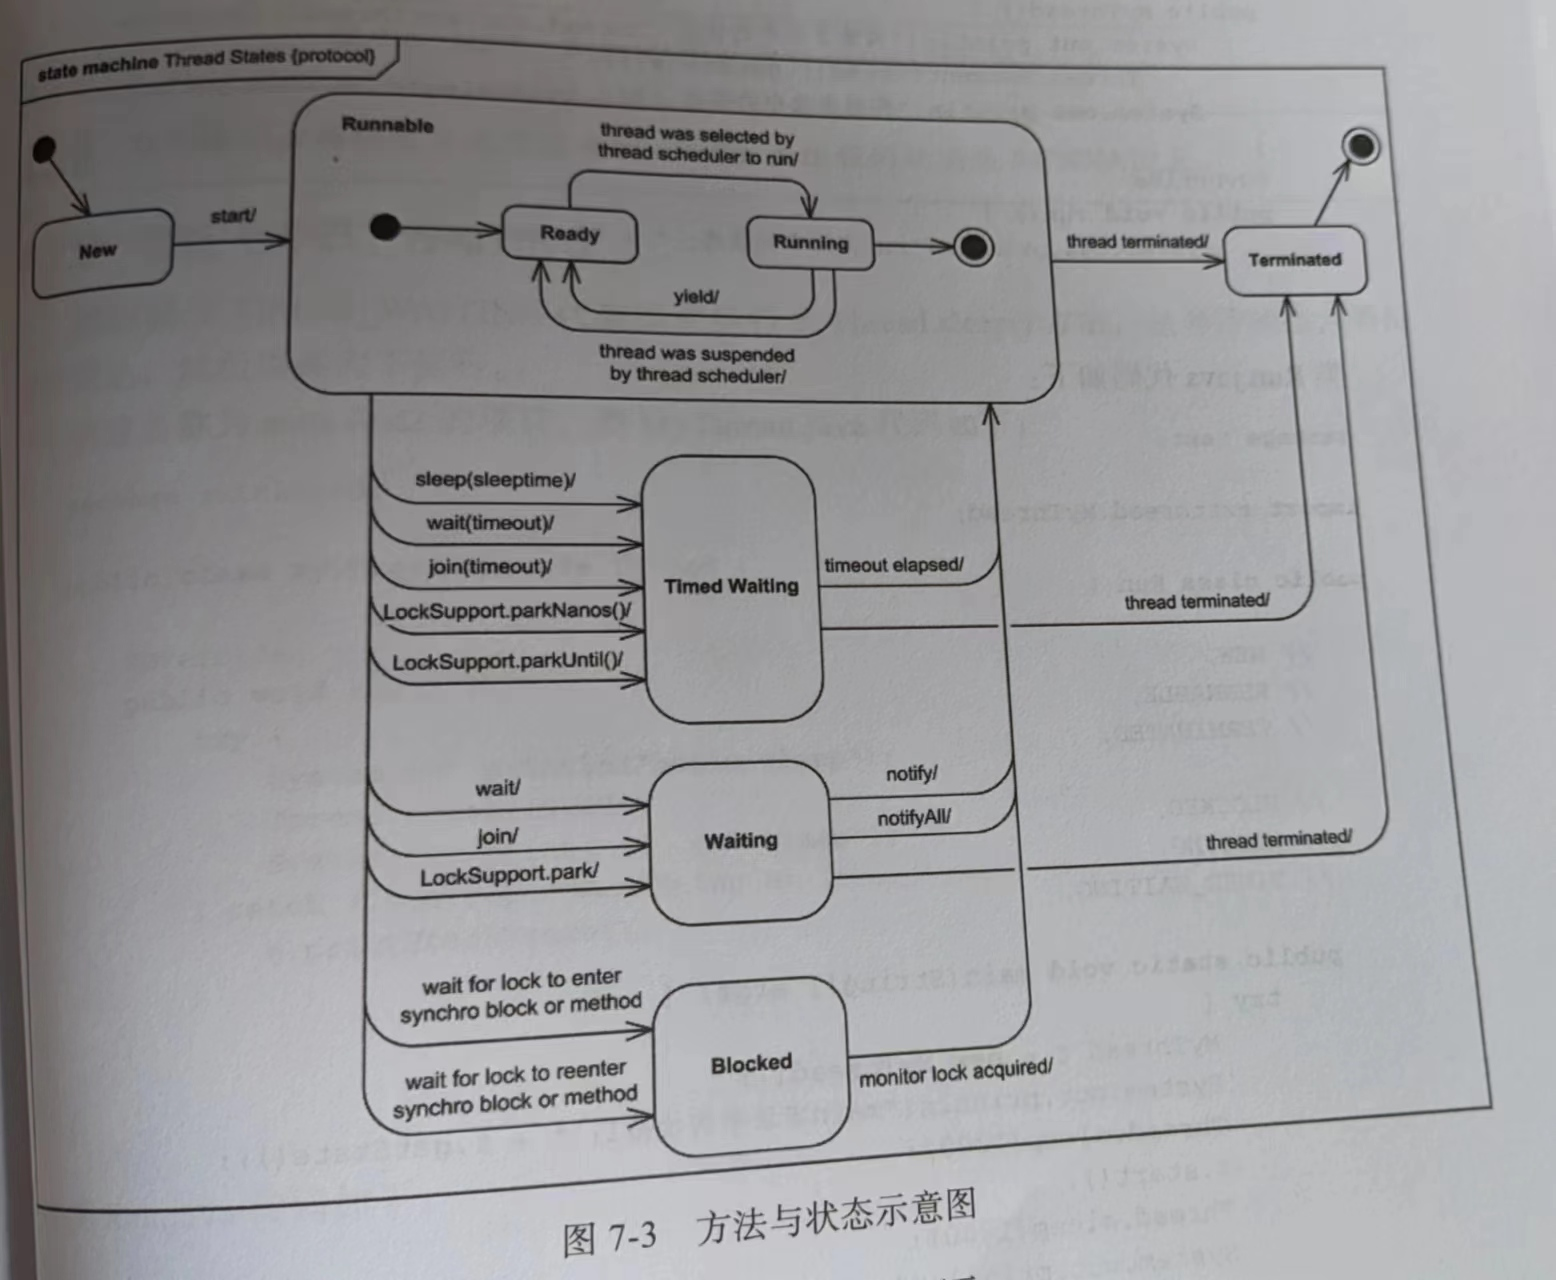 state machine Thread States {protocol}
Runnable
thread was selected by
thread scheduler to run/
New
start/
Ready
Running
yield/
thread was suspended
by thread scheduler/
thread terminated/
Terminated
sleep(sleeptime)/
wait(timeout)/
join(timeout)/
LockSupport.parkNanos()/
LockSupport.parkUntil()/
Timed Waiting
timeout elapsed/
thread terminated/
wait/
join/
LockSupport.park/
Waiting
notify/
notifyAll/
thread terminated/
wait for lock to enter
synchro block or method
wait for lock to reenter
synchro block or method
Blocked
monitor lock acquired/
图 7-3 方法与状态示意图